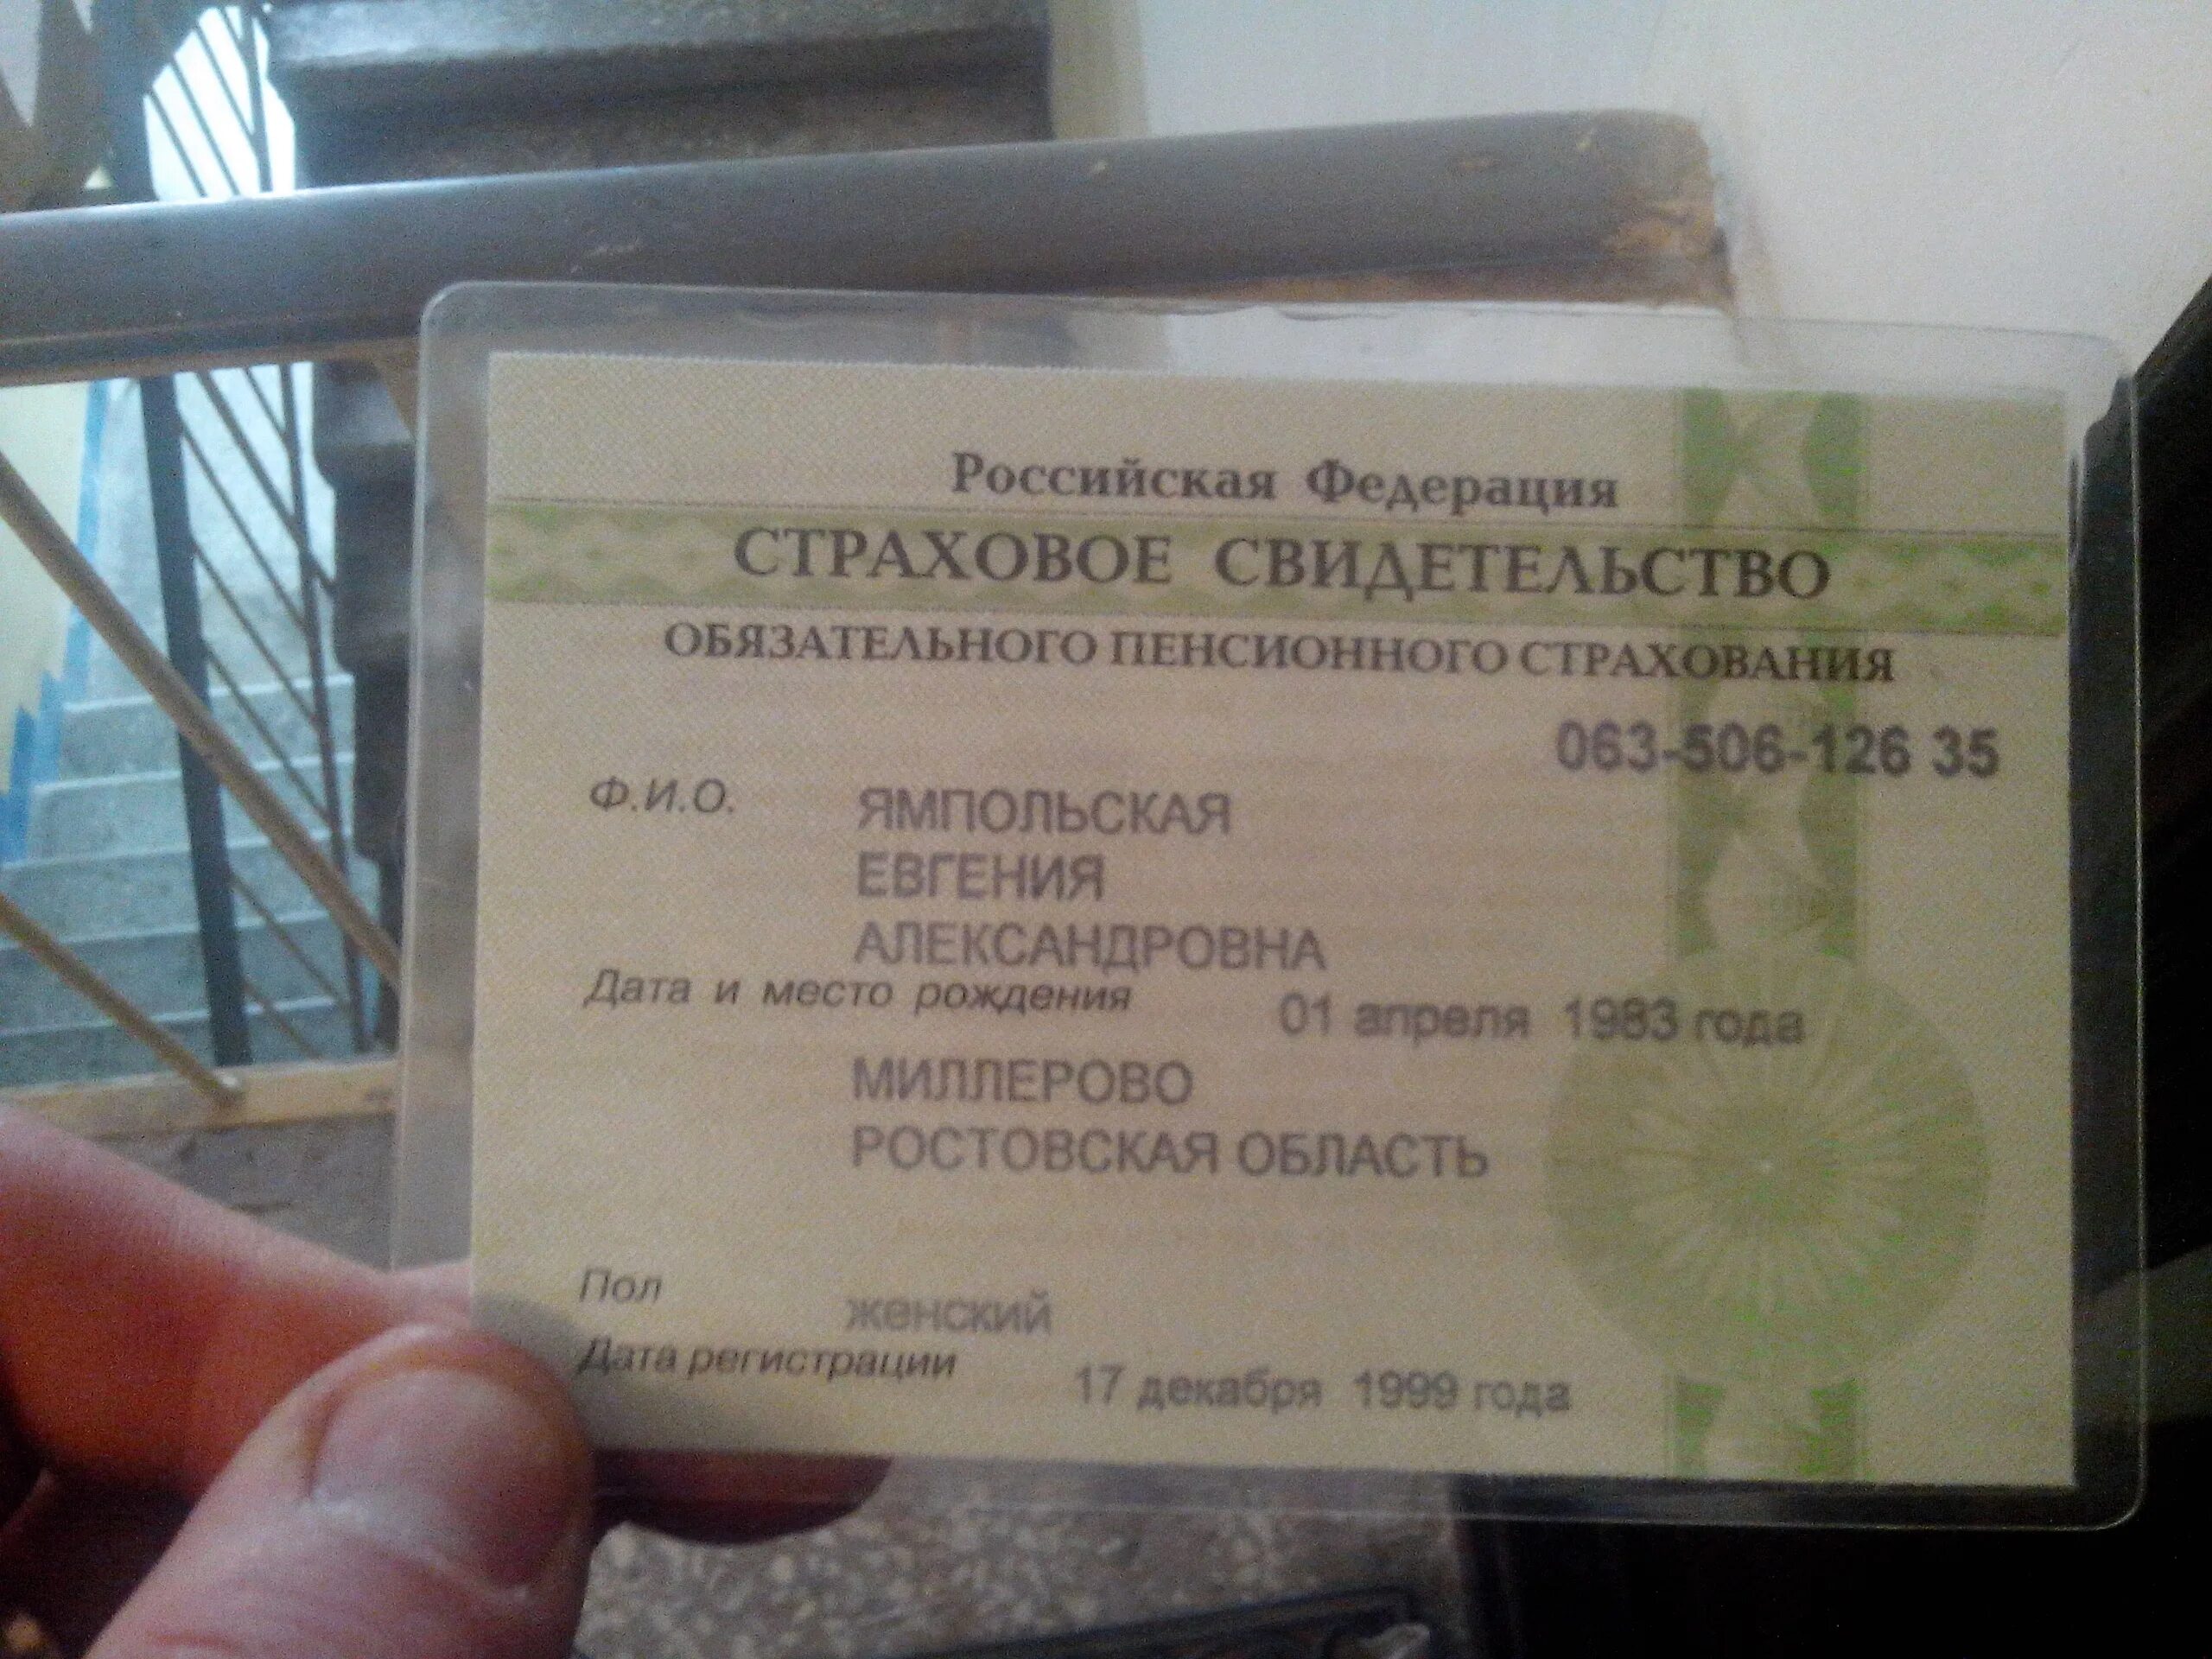 Российская Федерация
СТРАХОВОЕ СВИДЕТЕЛЬСТВО
ОБЯЗАТЕЛЬНОГО ПЕНСИОННОГО СТРАХОВАНИЯ
063-506-126 35
Ф.И.О. ЯМПОЛЬСКАЯ
ЕВГЕНИЯ
АЛЕКСАНДРОВНА
Дата и место рождения 01 апреля 1983 года
МИЛЛЕРОВО
РОСТОВСКАЯ ОБЛАСТЬ
Пол женский
Дата регистрации 17 декабря 1999 года